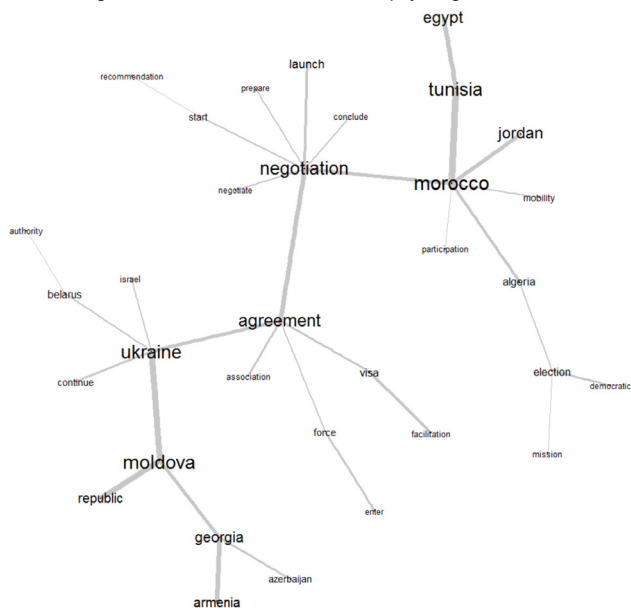 egypt
launch
recommendation
prepare
tunisia
start
conclude
jordan
negotiation
morocco
negotiate
mobility
authority
participation
israel
algeria
belarus
agreement
ukraine
continue
association
visa
election
democratic
force
facilitation
mission
moldova
republic
enter
georgia
azerbaijan
armenia